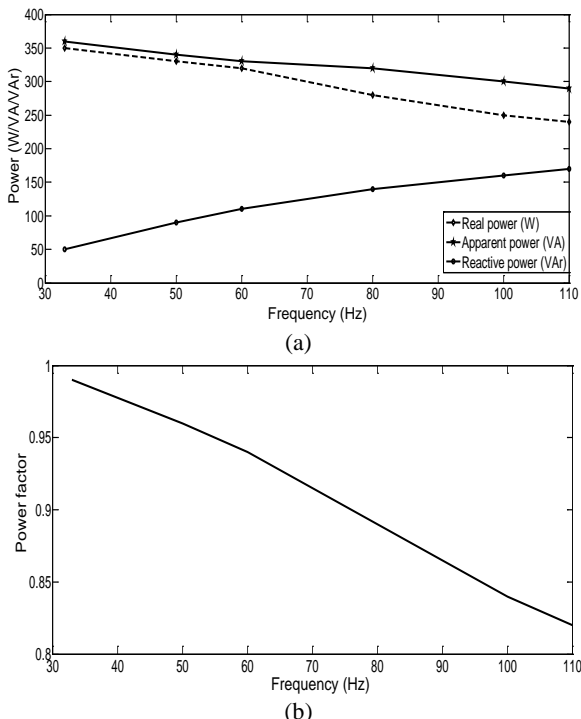 400
350
300
250
200
150
100
50
0
Power (W/VA/VAr)
Real power (W)
Apparent power (VA)
Reactive power (VAr)
30 40 50 60 70 80 90 100 110
Frequency (Hz)
(a)
1
0.95
0.9
0.85
0.8
Power factor
30 40 50 60 70 80 90 100 110
Frequency (Hz)
(b)